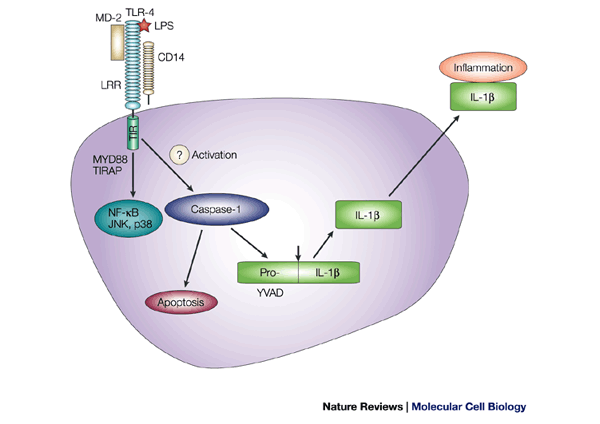 TLR-4
MD-2
LPS
CD14
LRR
TIR
MYD88
TIRAP
? Activation
NF-κB
JNK, p38
Caspase-1
Apoptosis
Pro- IL-1β
YVAD
IL-1β
Inflammation
IL-1β
Nature Reviews | Molecular Cell Biology